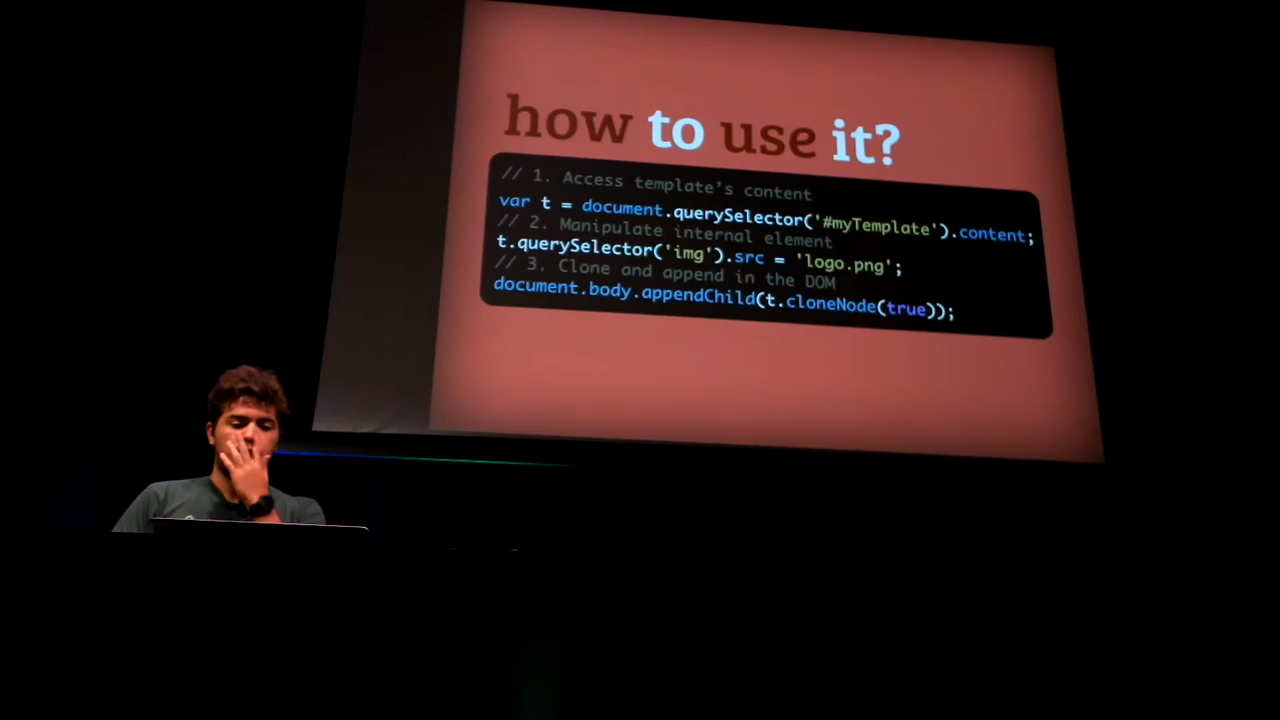 how to use it?
// 1. Access template's content
var t = document.querySelector('#myTemplate').content;
// 2. Manipulate internal element
t.querySelector('img').src = 'logo.png';
// 3. Clone and append in the DOM
document.body.appendChild(t.cloneNode(true));